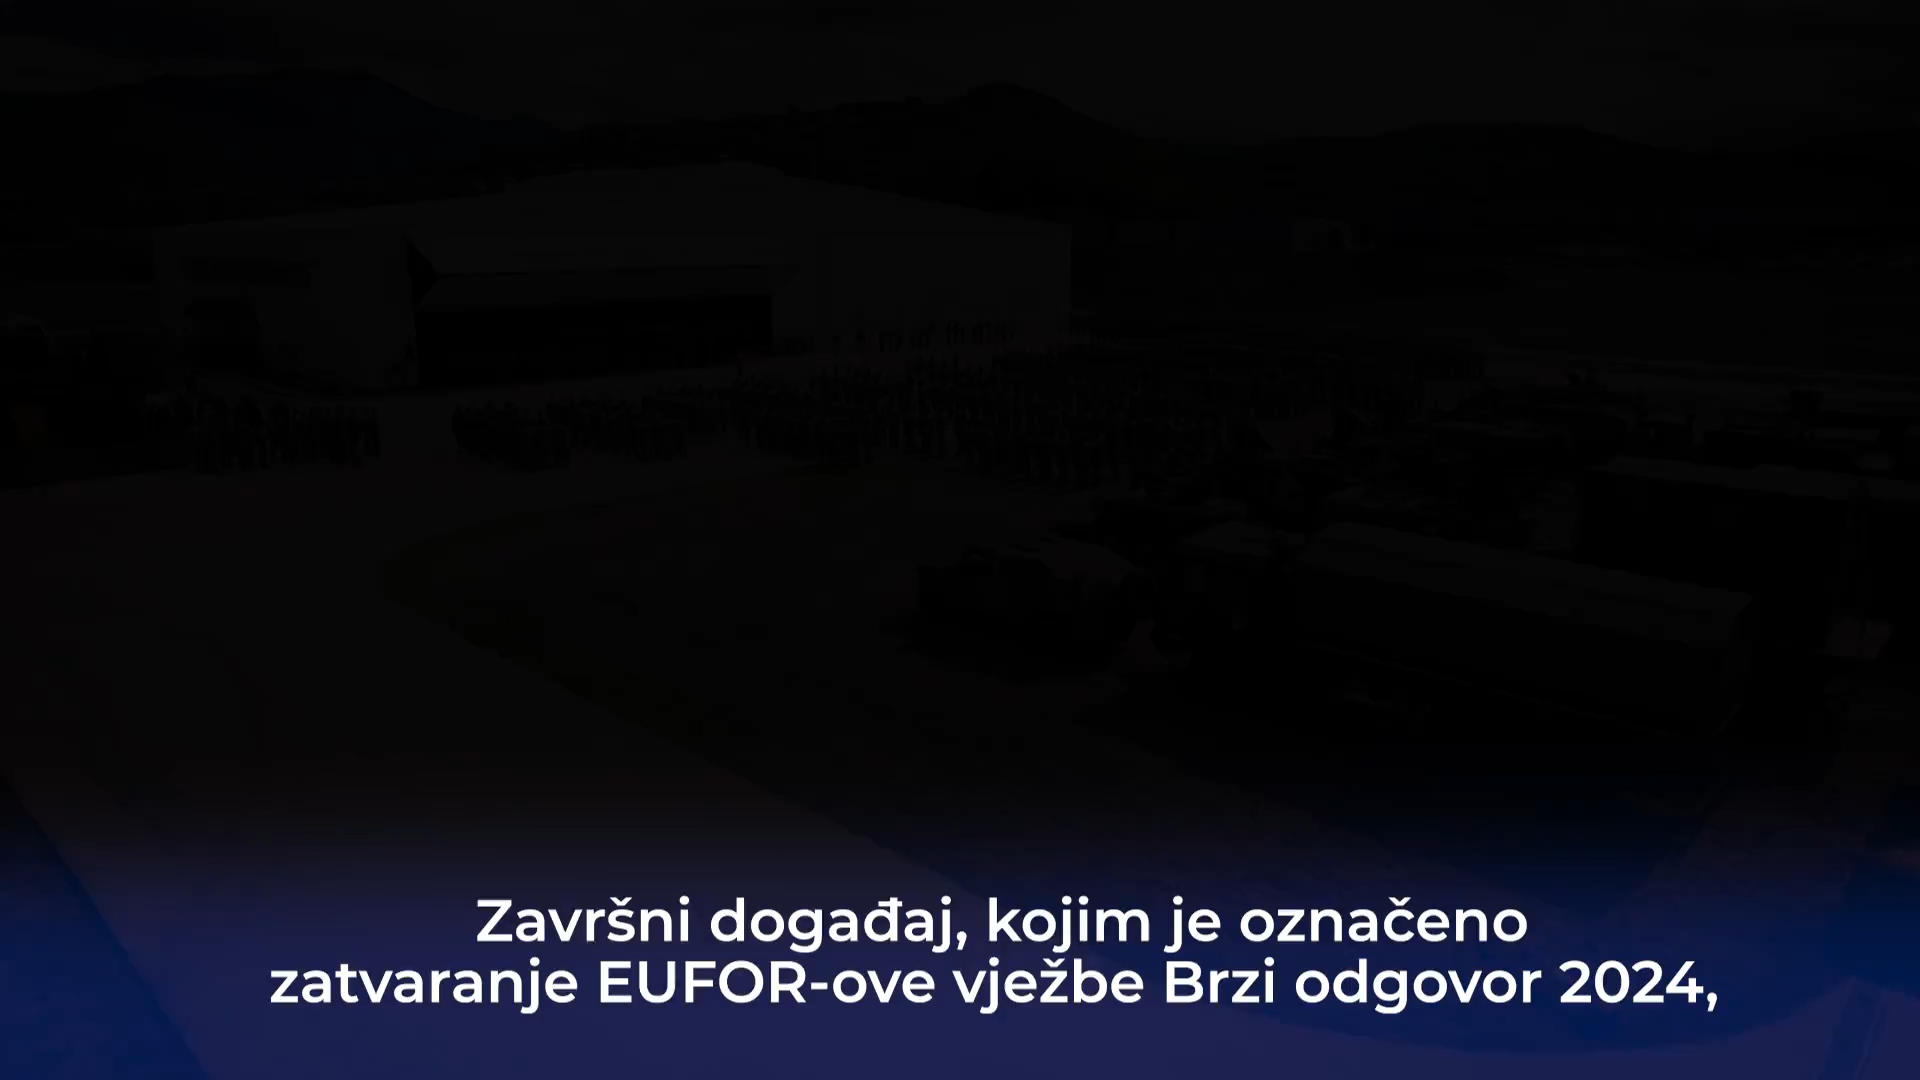 Završni događaj, kojim je označeno
zatvaranje EUFOR-ove vježbe Brzi odgovor 2024,